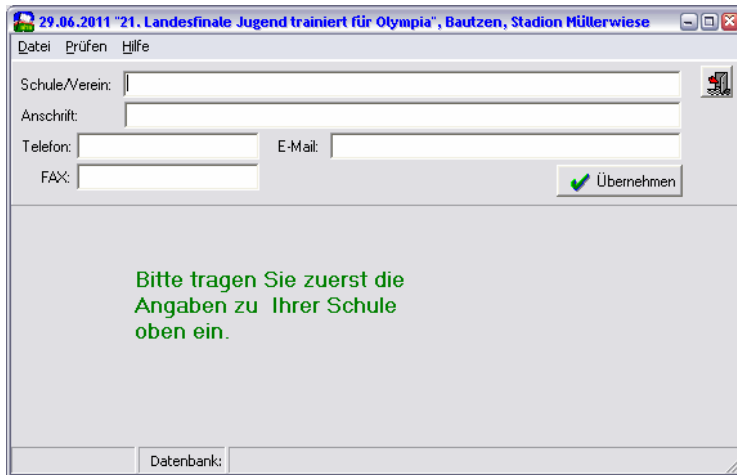 29.06.2011 "21. Landesfinale Jugend trainiert für Olympia", Bautzen, Stadion Müllerwiese
Datei Prüfen Hilfe
Schule/Verein:
Anschrift:
Telefon: E-Mail:
FAX: Übernehmen
Bitte tragen Sie zuerst die
Angaben zu Ihrer Schule
oben ein.
Datenbank: